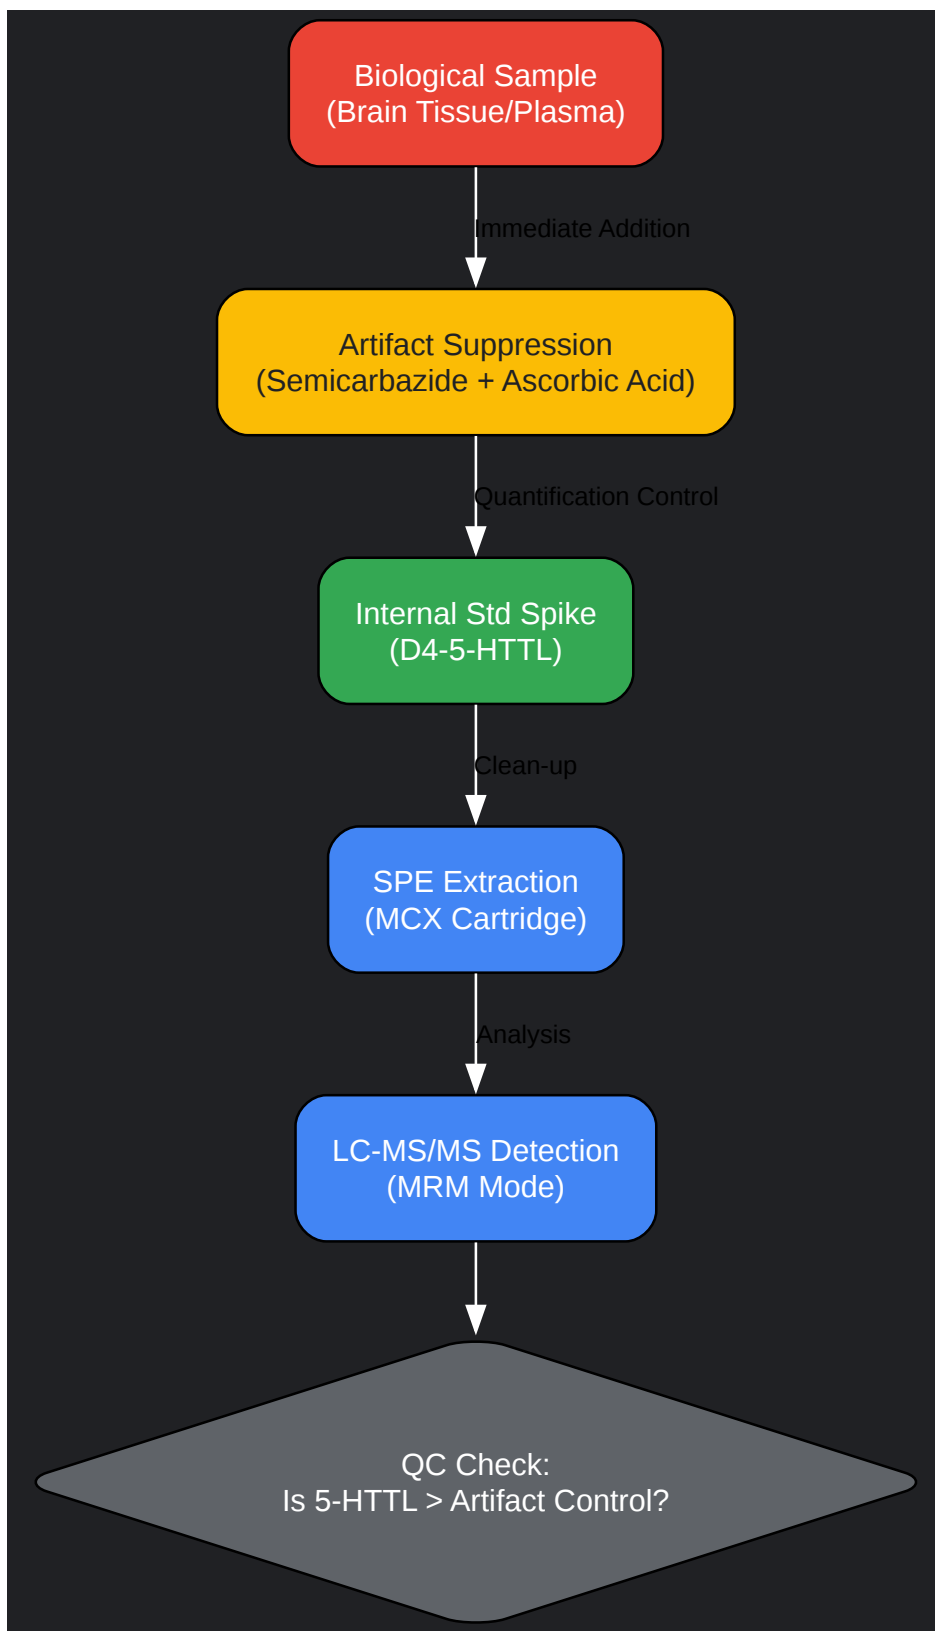 Biological Sample
(Brain Tissue/Plasma)
Immediate Addition
Artifact Suppression
(Semicarbazide + Ascorbic Acid)
Quantification Control
Internal Std Spike
(D4-5-HTTL)
Clean-up
SPE Extraction
(MCX Cartridge)
Analysis
LC-MS/MS Detection
(MRM Mode)
QC Check:
Is 5-HTTL > Artifact Control?